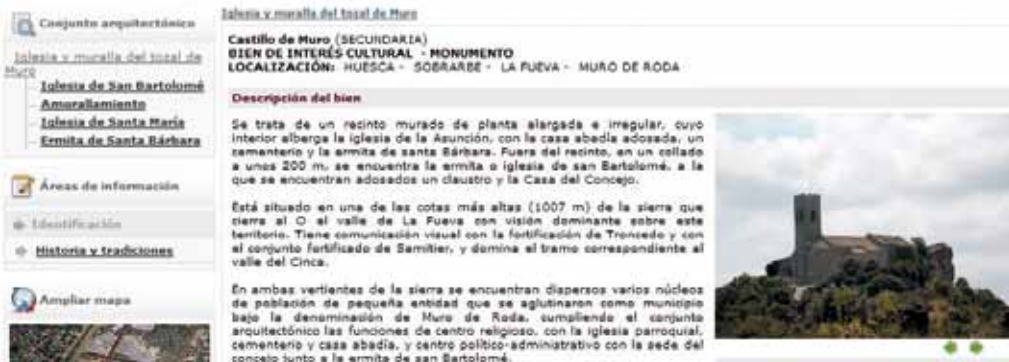 Conjunto arquitectónico
Iglesia y muralla del tozal de
Muro
Iglesia de San Bartolomé
Amurallamiento
Iglesia de Santa María
Ermita de Santa Bárbara
Áreas de información
Identificación
Historia y tradiciones
Ampliar mapa
Iglesia y muralla del tozal de Muro
Castillo de Muro (SECUNDARIA)
BIEN DE INTERÉS CULTURAL - MONUMENTO
LOCALIZACIÓN: HUESCA - SOBRARBE - LA FUEVA - MURO DE RODA
Descripción del bien
Se trata de un recinto murado de planta alargada e irregular, cuyo
interior alberga la iglesia de la Asunción, con la casa abadía adosada, un
cementerio y la ermita de santa Bárbara. Fuera del recinto, en un collado
a unos 200 m, se encuentra la ermita o iglesia de san Bartolomé, a la
que se encuentran adosados un claustro y la Casa del Concejo.
Está situado en una de las cotas más altas (1007 m) de la sierra que
cierra al O el valle de La Fueva con visión dominante sobre este
territorio. Tiene comunicación visual con la fortificación de Troncedo y con
el conjunto fortificado de Samitier, y domina el tramo correspondiente al
valle del Cinca.
En ambas vertientes de la sierra se encuentran dispersos varios núcleos
de población de pequeña entidad que se aglutinaron como municipio
bajo la denominación de Muro de Roda, cumpliendo el conjunto
arquitectónico las funciones de centro religioso, con la iglesia parroquial,
cementerio y casa abadía, y centro político-administrativo con la sede del
concejo junto a la ermita de san Bartolomé.